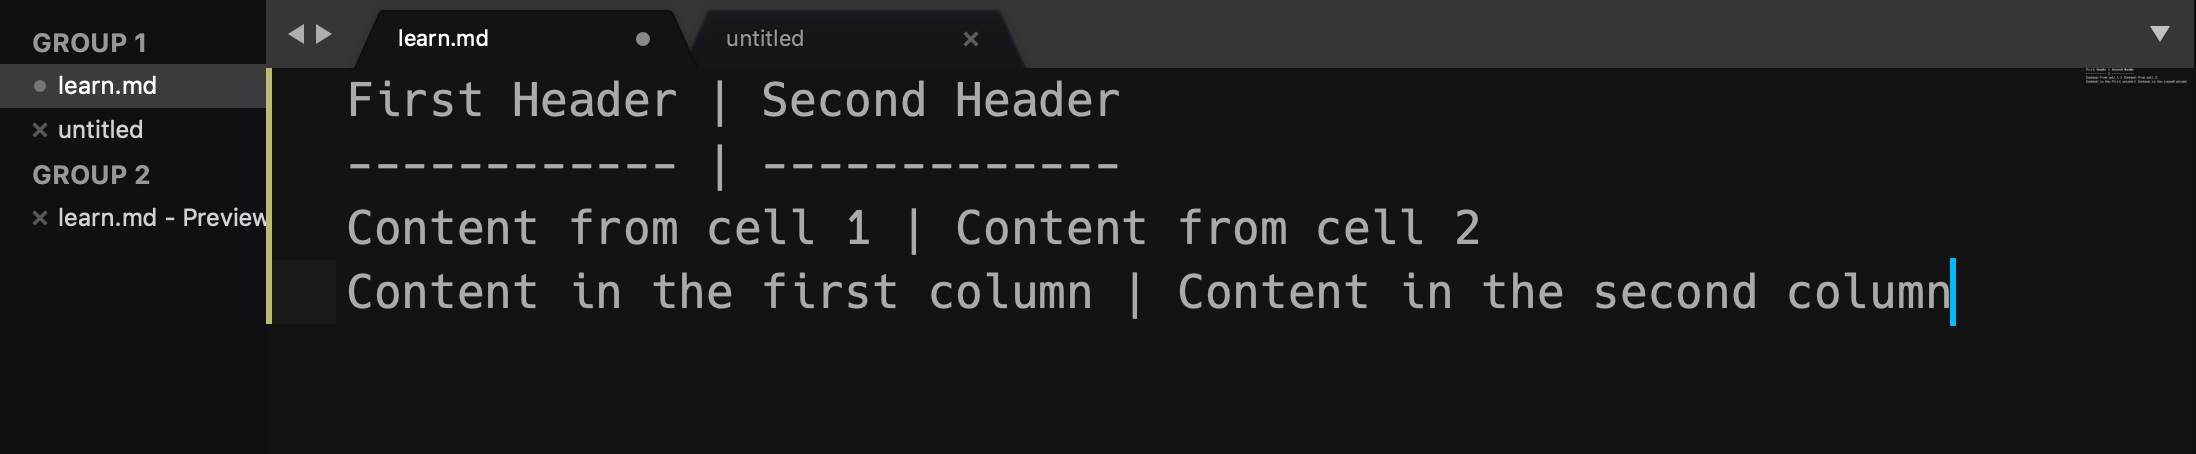 GROUP 1
learn.md
untitled
GROUP 2
learn.md - Preview
learn.md
untitled
First Header | Second Header
------------ | -------------
Content from cell 1 | Content from cell 2
Content in the first column | Content in the second column